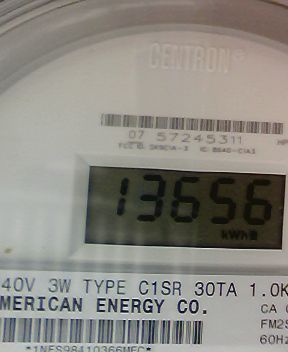 CENTRON®
07 57245311
13656
kWh
40V 3W TYPE C1SR 30TA 1.0K
MERICAN ENERGY CO.
CA
FM2S
60Hz